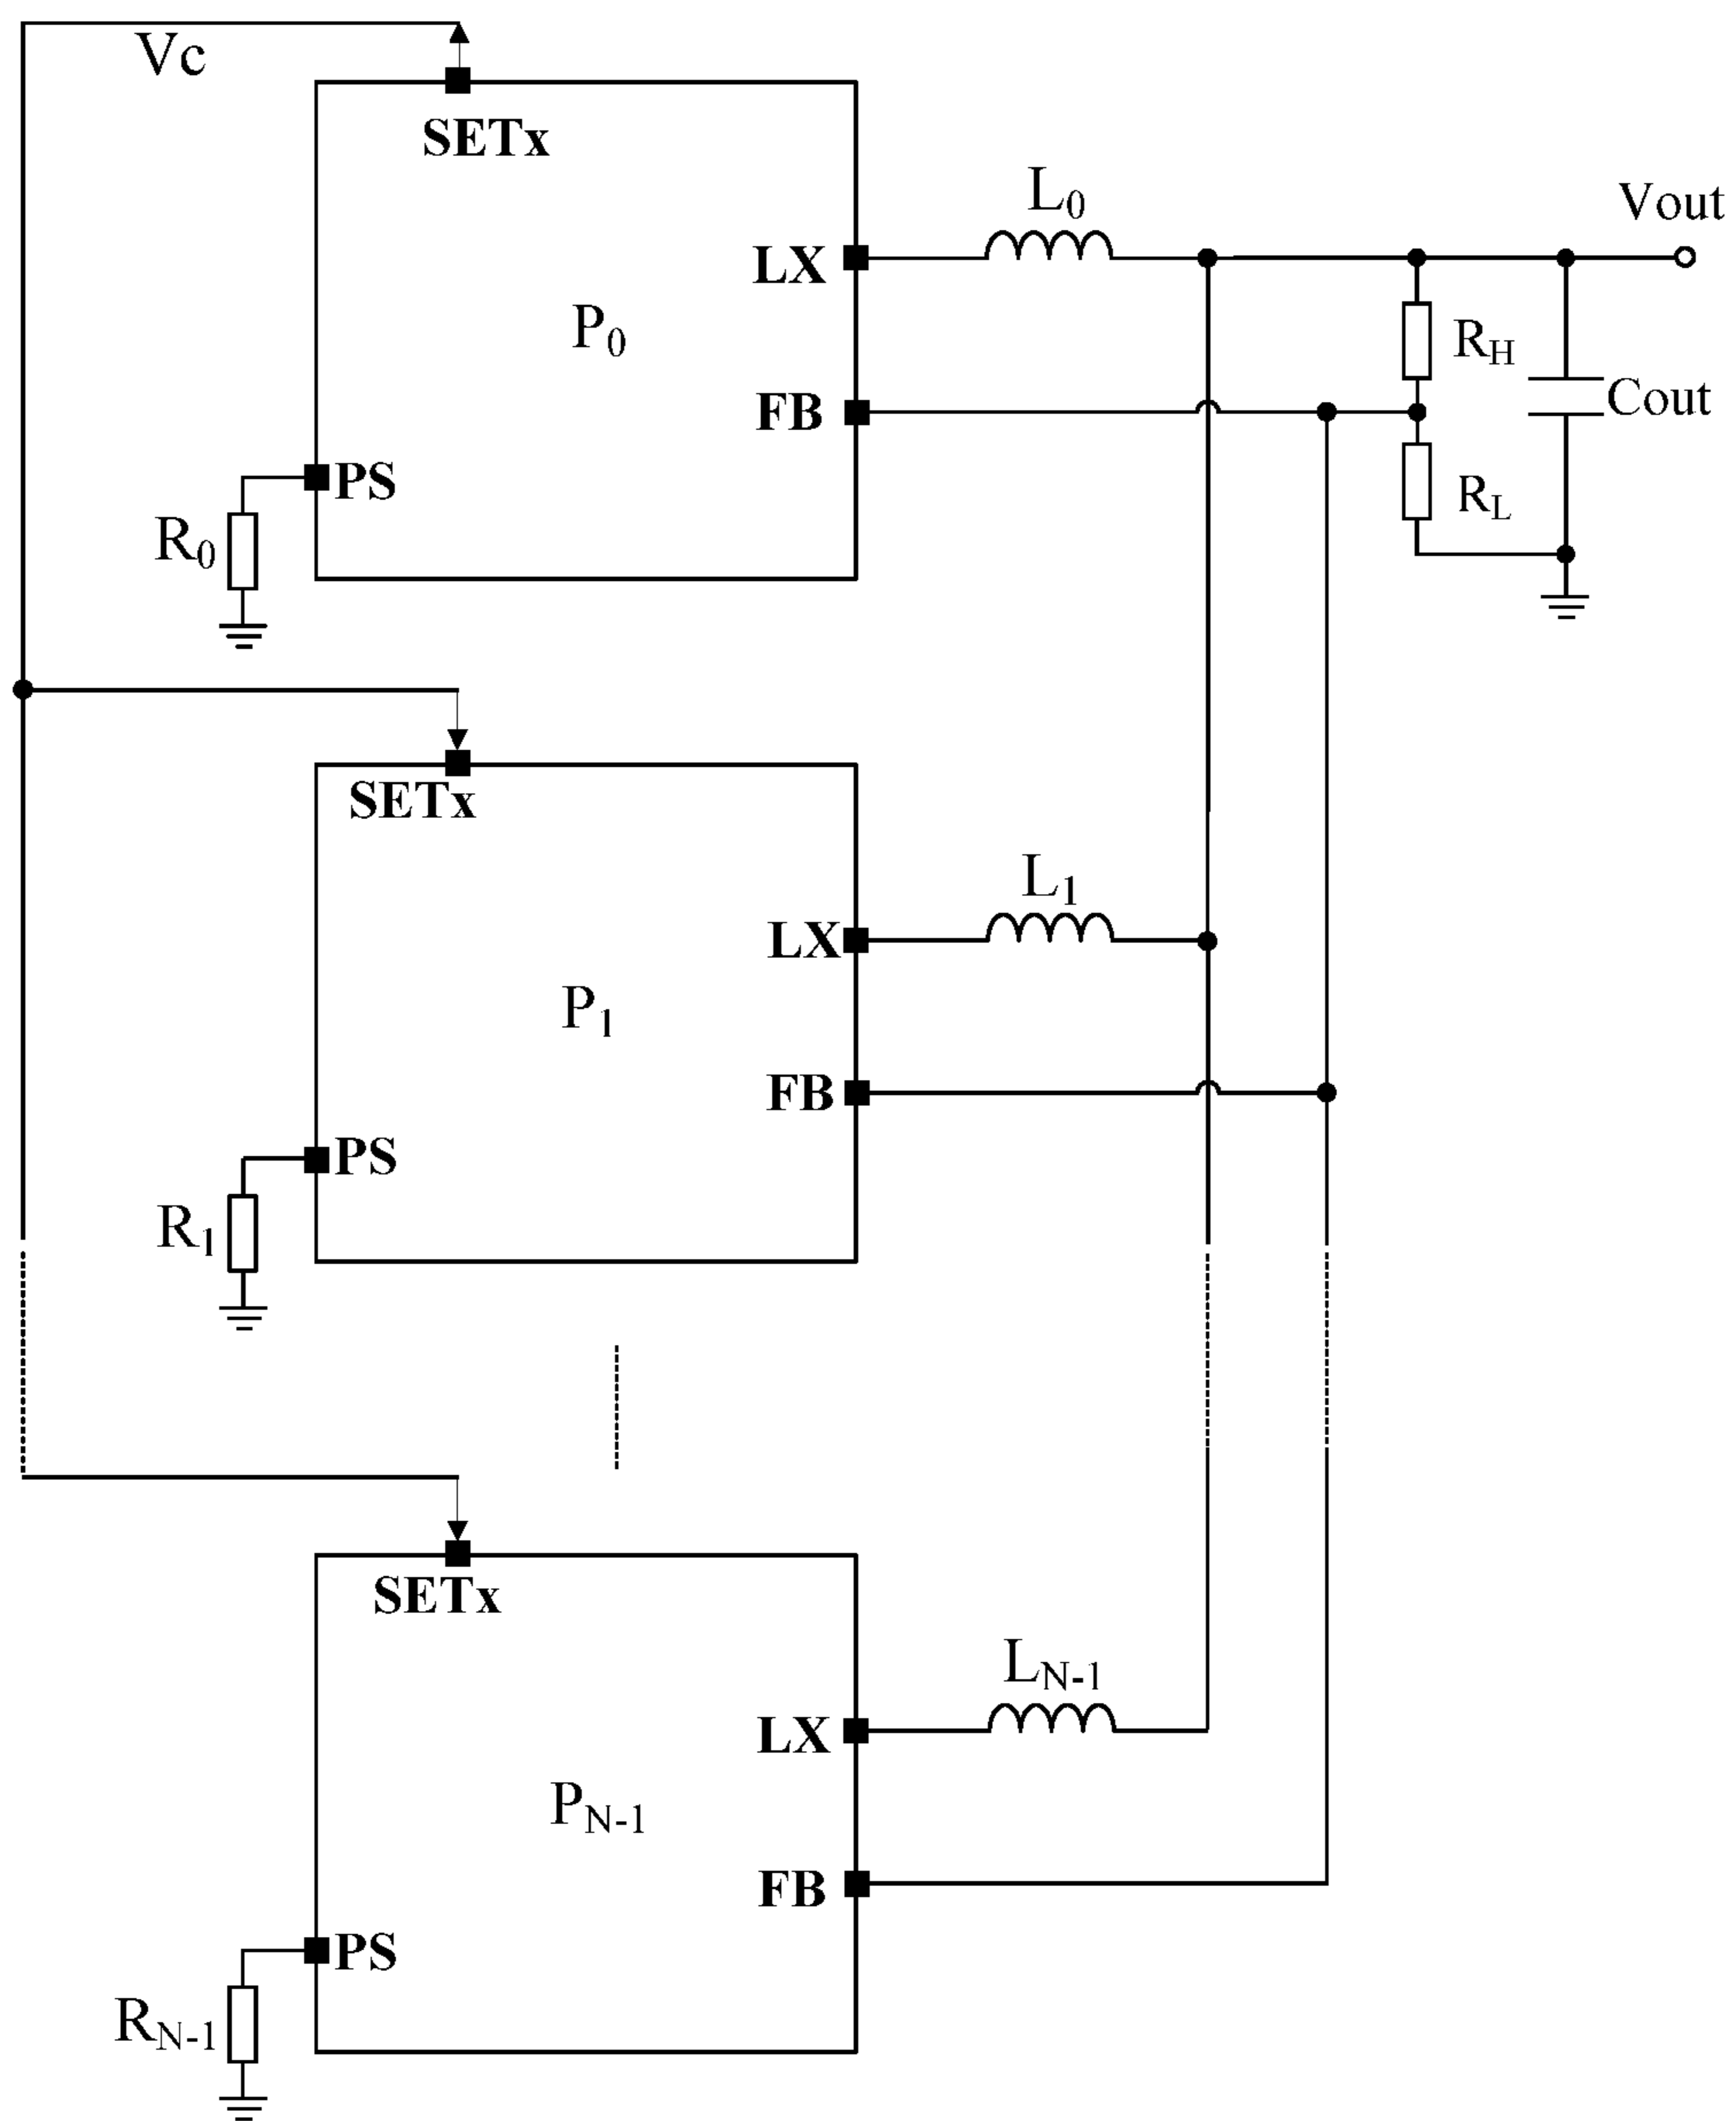 Vc
SETx
L0
Vout
LX
P0
RH
Cout
FB
PS
RL
R0
SETx
L1
LX
P1
FB
PS
R1
SETx
LN-1
LX
PN-1
FB
PS
RN-1